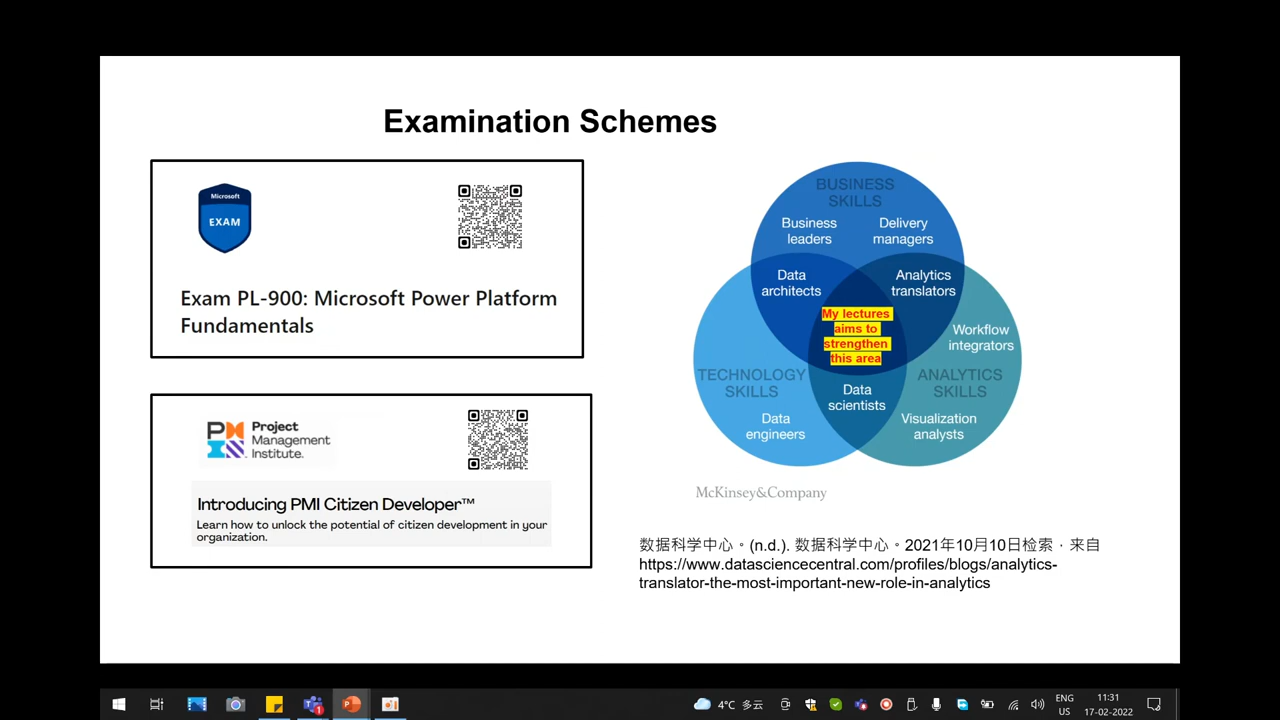 Examination Schemes
Microsoft
EXAM
Exam PL-900: Microsoft Power Platform
Fundamentals
Project
Management
Institute.
Introducing PMI Citizen Developer™
Learn how to unlock the potential of citizen development in your
organization.
BUSINESS
SKILLS
Business
leaders
Delivery
managers
Data
architects
Analytics
translators
My lectures
aims to
strengthen
this area
Workflow
integrators
TECHNOLOGY
SKILLS
ANALYTICS
SKILLS
Data
scientists
Data
engineers
Visualization
analysts
McKinsey&Company
数据科学中心。(n.d.). 数据科学中心。2021年10月10日检索，来自
https://www.datasciencecentral.com/profiles/blogs/analytics-
translator-the-most-important-new-role-in-analytics
4°C 多云
ENG
US
11:31
17-02-2022